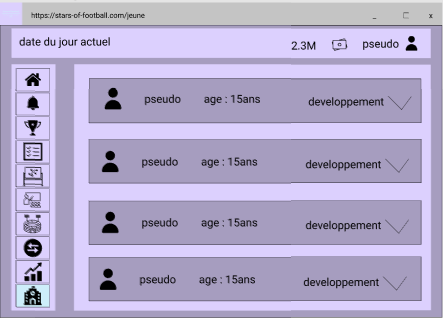 https://stars-of-football.com/jeune
date du jour actuel 2.3M pseudo
pseudo age : 15ans developpement
pseudo age : 15ans developpement
pseudo age : 15ans developpement
pseudo age : 15ans developpement